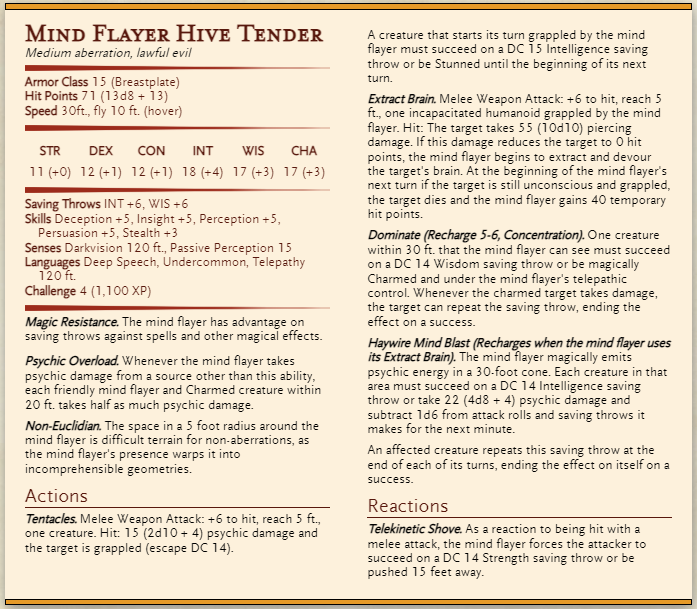 Mind Flayer Hive Tender
Medium aberration, lawful evil
Armor Class 15 (Breastplate)
Hit Points 71 (13d8 + 13)
Speed 30ft., fly 10 ft. (hover)
STR DEX CON INT WIS CHA
11 (+0) 12 (+1) 12 (+1) 18 (+4) 17 (+3) 17 (+3)
Saving Throws INT +6, WIS +6
Skills Deception +5, Insight +5, Perception +5,
Persuasion +5, Stealth +3
Senses Darkvision 120 ft., Passive Perception 15
Languages Deep Speech, Undercommon, Telepathy
120 ft.
Challenge 4 (1,100 XP)
Magic Resistance. The mind flayer has advantage on
saving throws against spells and other magical effects.
Psychic Overload. Whenever the mind flayer takes
psychic damage from a source other than this ability,
each friendly mind flayer and Charmed creature within
20 ft. takes half as much psychic damage.
Non-Euclidian. The space in a 5 foot radius around the
mind flayer is difficult terrain for non-aberrations, as
the mind flayer's presence warps it into
incomprehensible geometries.
Actions
Tentacles. Melee Weapon Attack: +6 to hit, reach 5 ft.,
one creature. Hit: 15 (2d10 + 4) psychic damage and
the target is grappled (escape DC 14).
A creature that starts its turn grappled by the mind
flayer must succeed on a DC 15 Intelligence saving
throw or be Stunned until the beginning of its next
turn.
Extract Brain. Melee Weapon Attack: +6 to hit, reach 5
ft., one incapacitated humanoid grappled by the mind
flayer. Hit: The target takes 55 (10d10) piercing
damage. If this damage reduces the target to 0 hit
points, the mind flayer begins to extract and devour
the target's brain. At the beginning of the mind flayer's
next turn if the target is still unconscious and grappled,
the target dies and the mind flayer gains 40 temporary
hit points.
Dominate (Recharge 5-6, Concentration). One creature
within 30 ft. that the mind flayer can see must succeed
on a DC 14 Wisdom saving throw or be magically
Charmed and under the mind flayer's telepathic
control. Whenever the charmed target takes damage,
the target can repeat the saving throw, ending the
effect on a success.
Haywire Mind Blast (Recharges when the mind flayer uses
its Extract Brain). The mind flayer magically emits
psychic energy in a 30-foot cone. Each creature in that
area must succeed on a DC 14 Intelligence saving
throw or take 22 (4d8 + 4) psychic damage and
subtract 1d6 from attack rolls and saving throws it
makes for the next minute.
An affected creature repeats this saving throw at the
end of each of its turns, ending the effect on itself on a
success.
Reactions
Telekinetic Shove. As a reaction to being hit with a
melee attack, the mind flayer forces the attacker to
succeed on a DC 14 Strength saving throw or be
pushed 15 feet away.